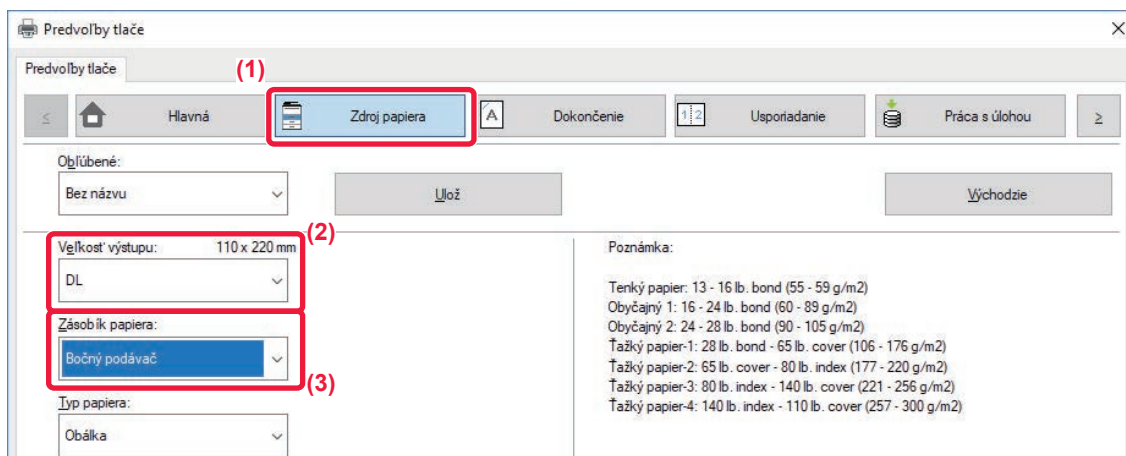 Predvoľby tlače
Predvoľby tlače
(1)
< Hlavná Zdroj papiera A Dokončenie 1 2 Usporiadanie Práca s úlohou >
Obľúbené:
Bez názvu Ulož Východzie
(2)
Veľkosť výstupu: 110 x 220 mm
DL
Zásobík papiera:
Bočný podávač
(3)
Typ papiera:
Obálka
Poznámka:
Tenký papier: 13 - 16 lb. bond (55 - 59 g/m2)
Obyčajný 1: 16 - 24 lb. bond (60 - 89 g/m2)
Obyčajný 2: 24 - 28 lb. bond (90 - 105 g/m2)
Ťažký papier-1: 28 lb. bond - 65 lb. cover (106 - 176 g/m2)
Ťažký papier-2: 65 lb. cover - 80 lb. index (177 - 220 g/m2)
Ťažký papier-3: 80 lb. index - 140 lb. cover (221 - 256 g/m2)
Ťažký papier-4: 140 lb. index - 110 lb. cover (257 - 300 g/m2)